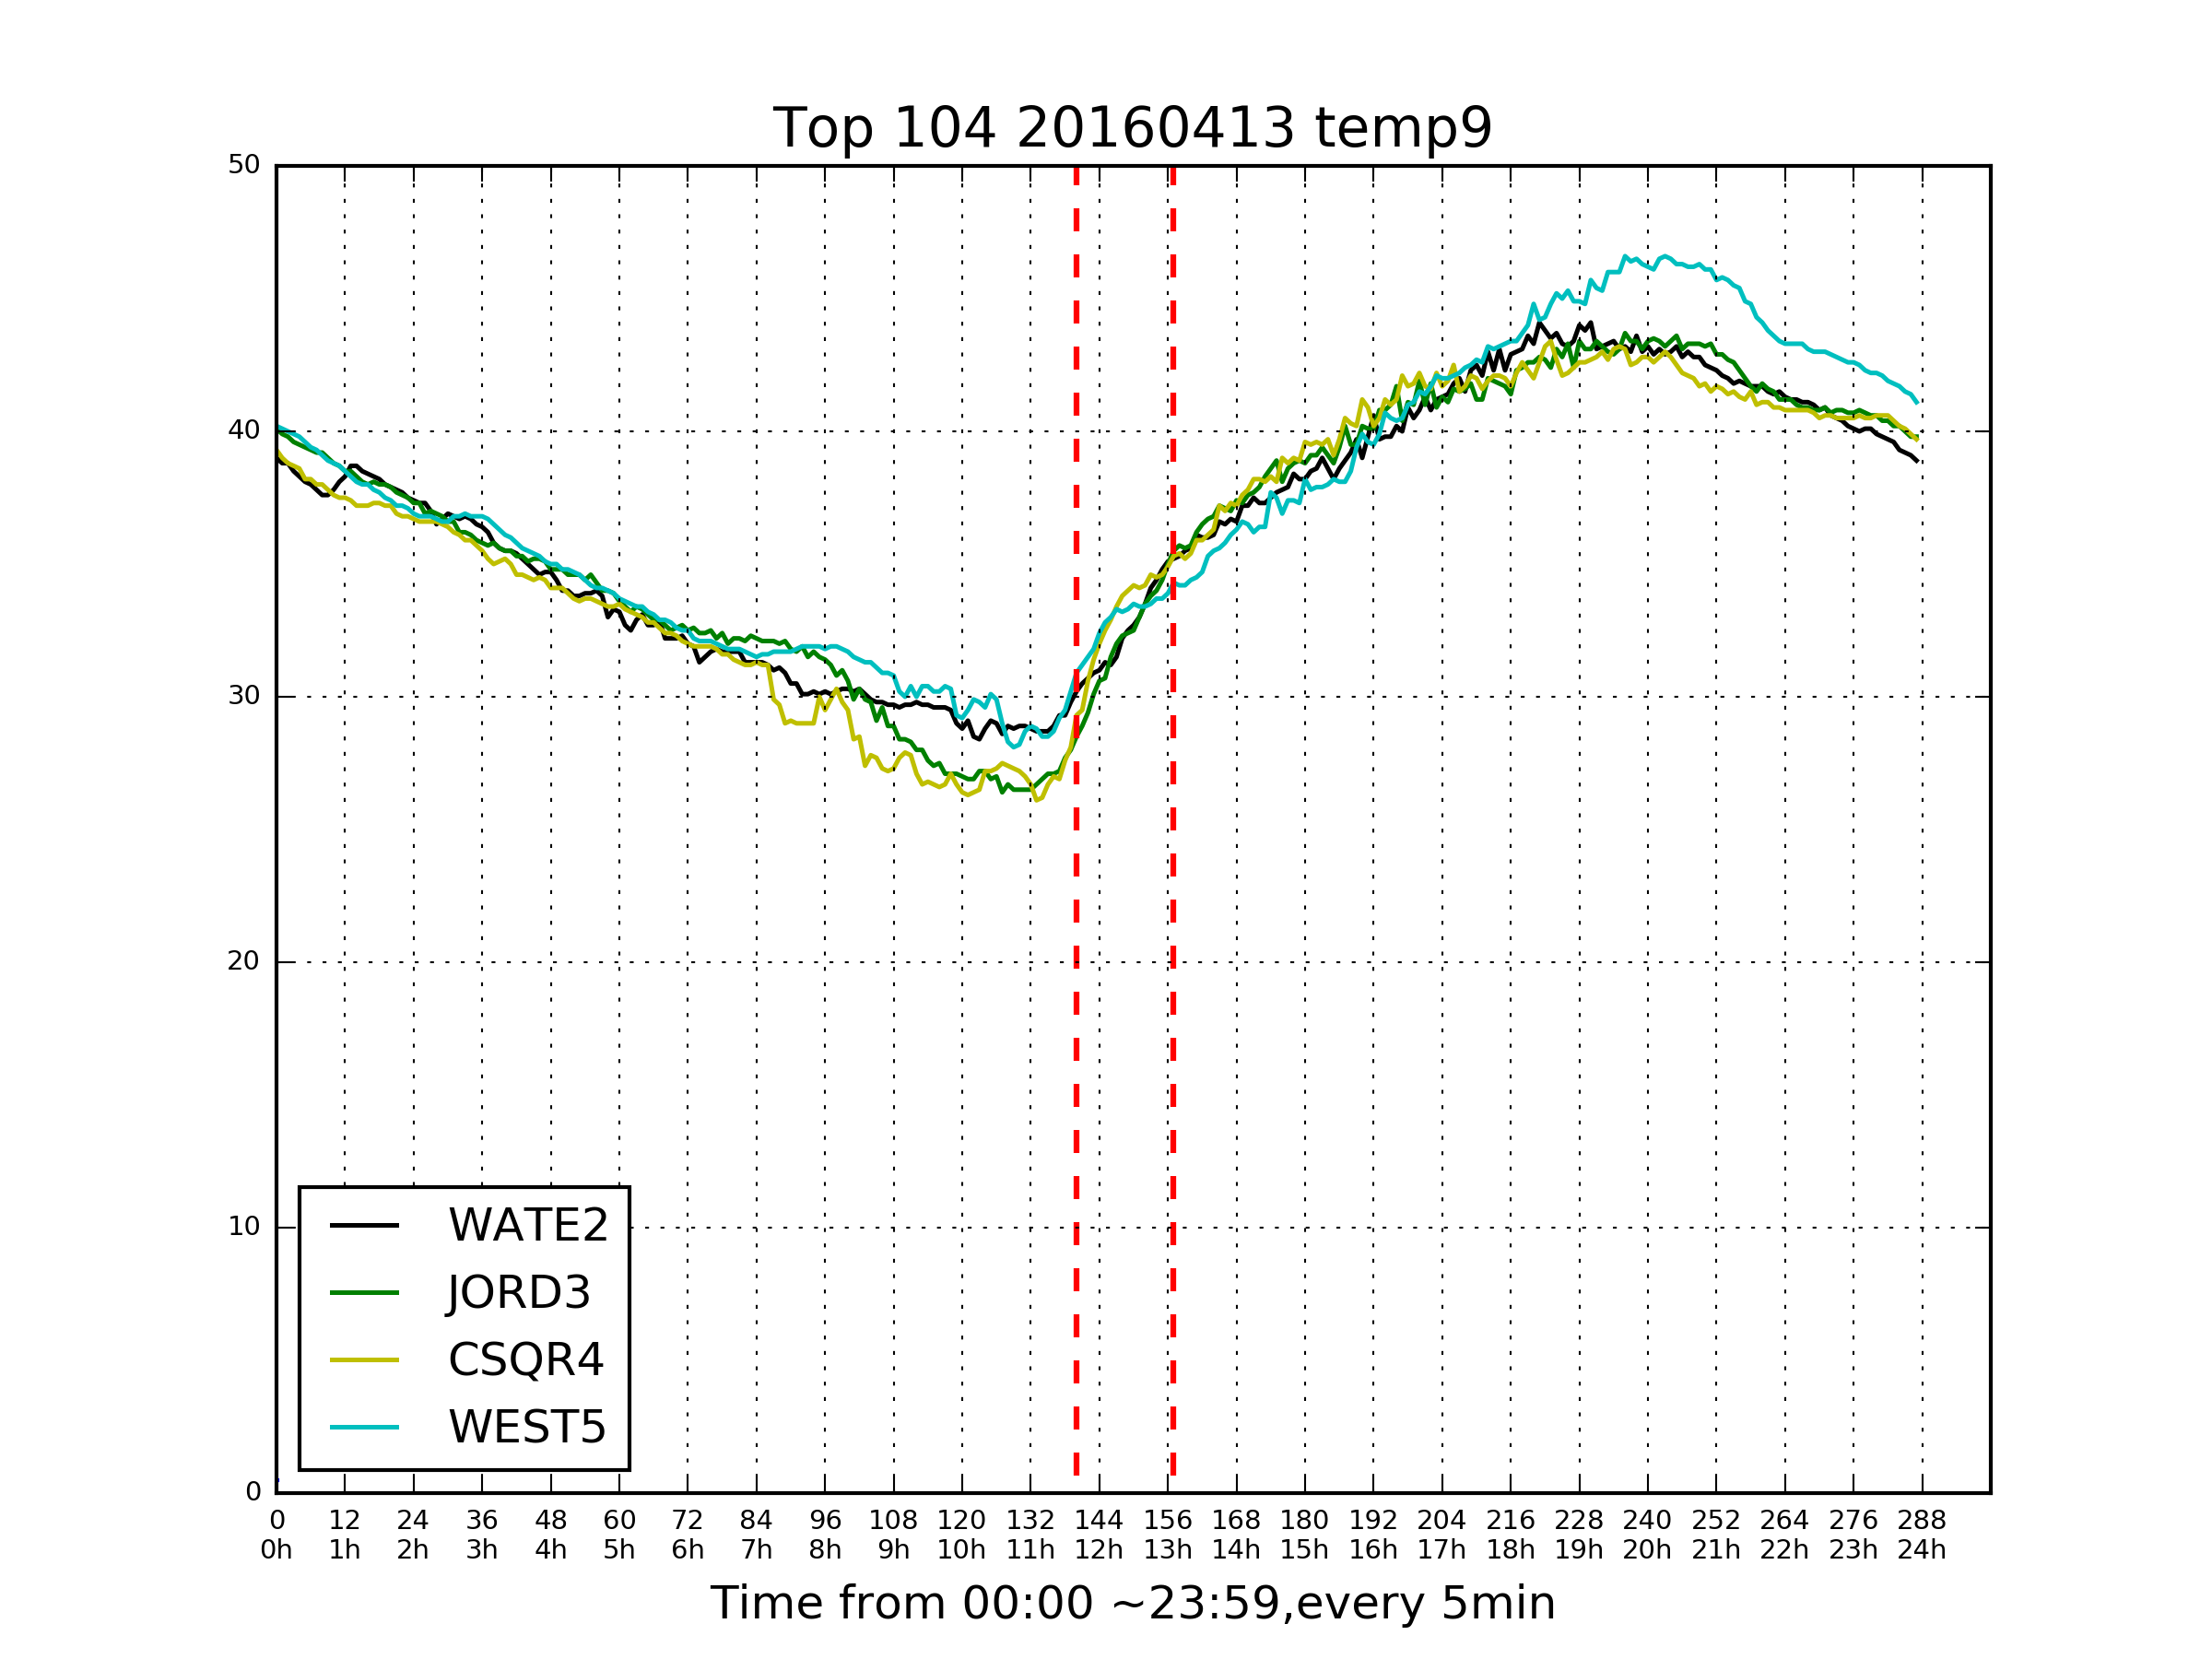 Top 104 20160413 temp9
50
40
30
20
10
0
WATE2
JORD3
CSQR4
WEST5
0 12 24 36 48 60 72 84 96 108 120 132 144 156 168 180 192 204 216 228 240 252 264 276 288
0h 1h 2h 3h 4h 5h 6h 7h 8h 9h 10h 11h 12h 13h 14h 15h 16h 17h 18h 19h 20h 21h 22h 23h 24h
Time from 00:00 ~23:59,every 5min